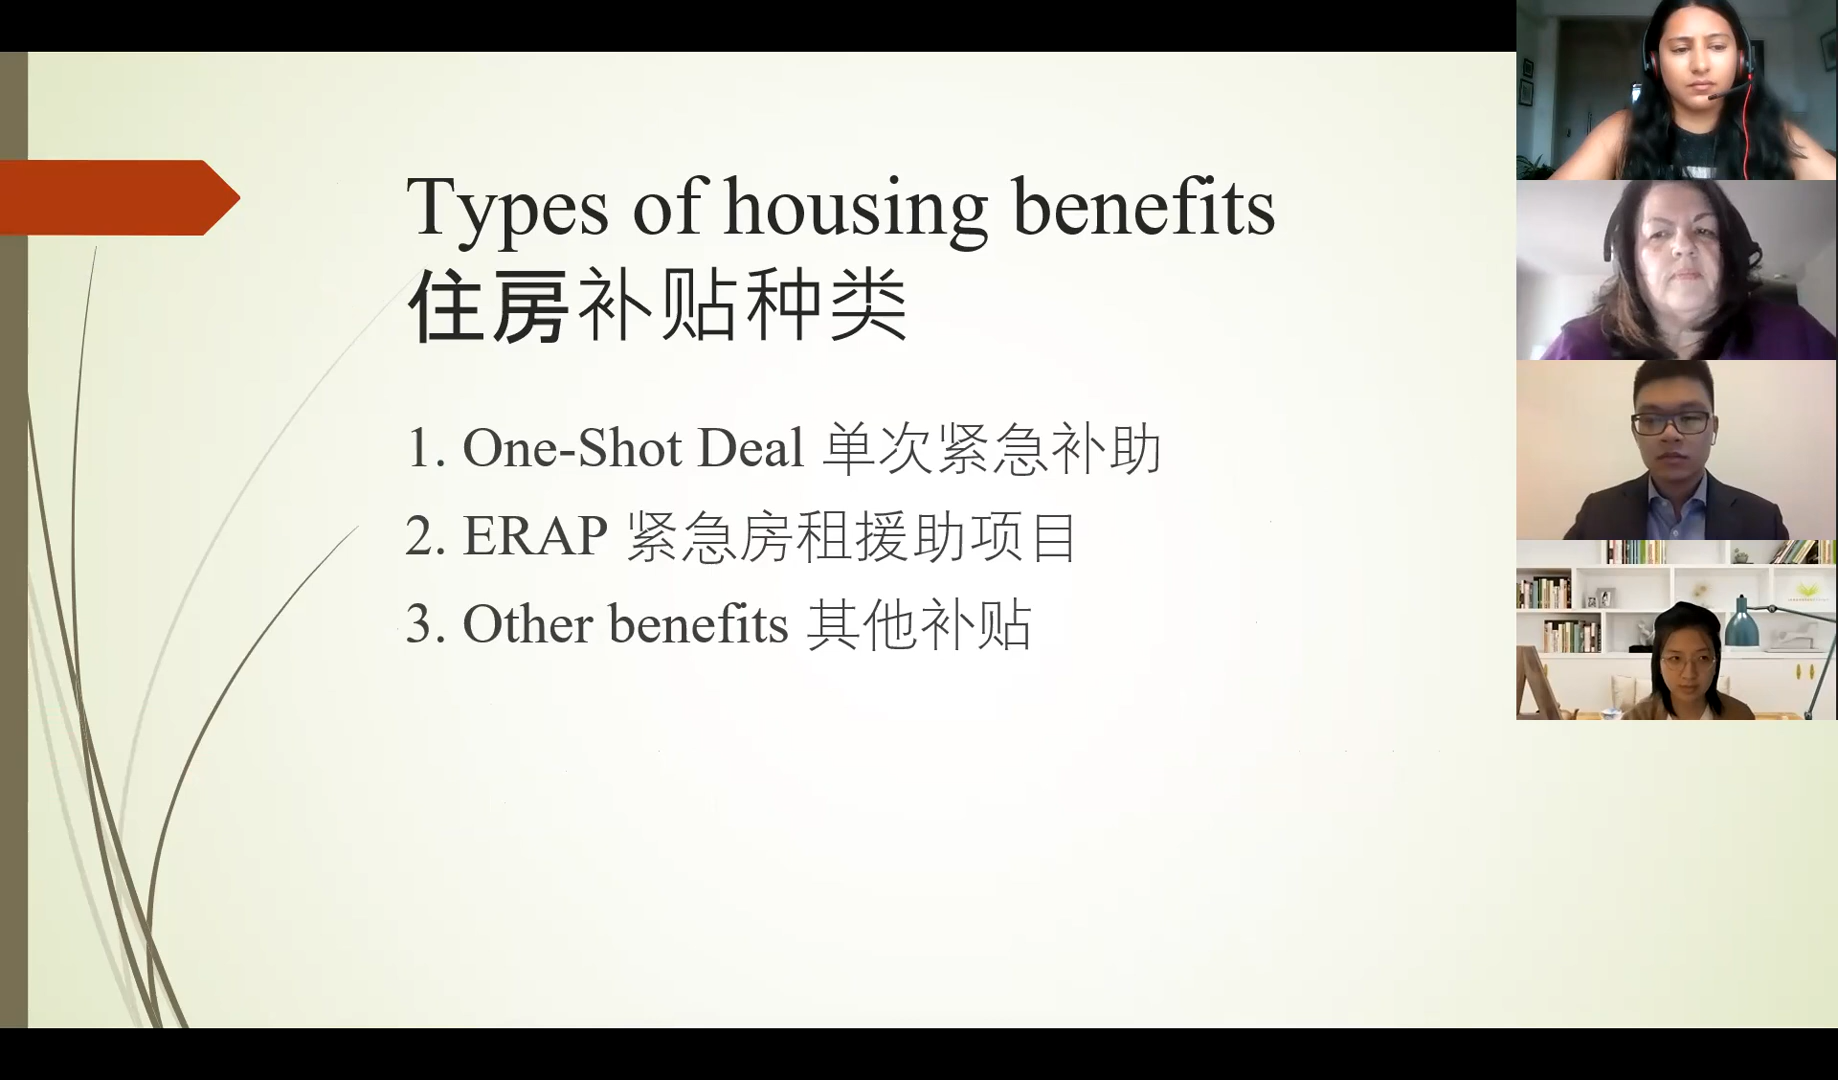 Types of housing benefits
住房补贴种类
1. One-Shot Deal 单次紧急补助
2. ERAP 紧急房租援助项目
3. Other benefits 其他补贴